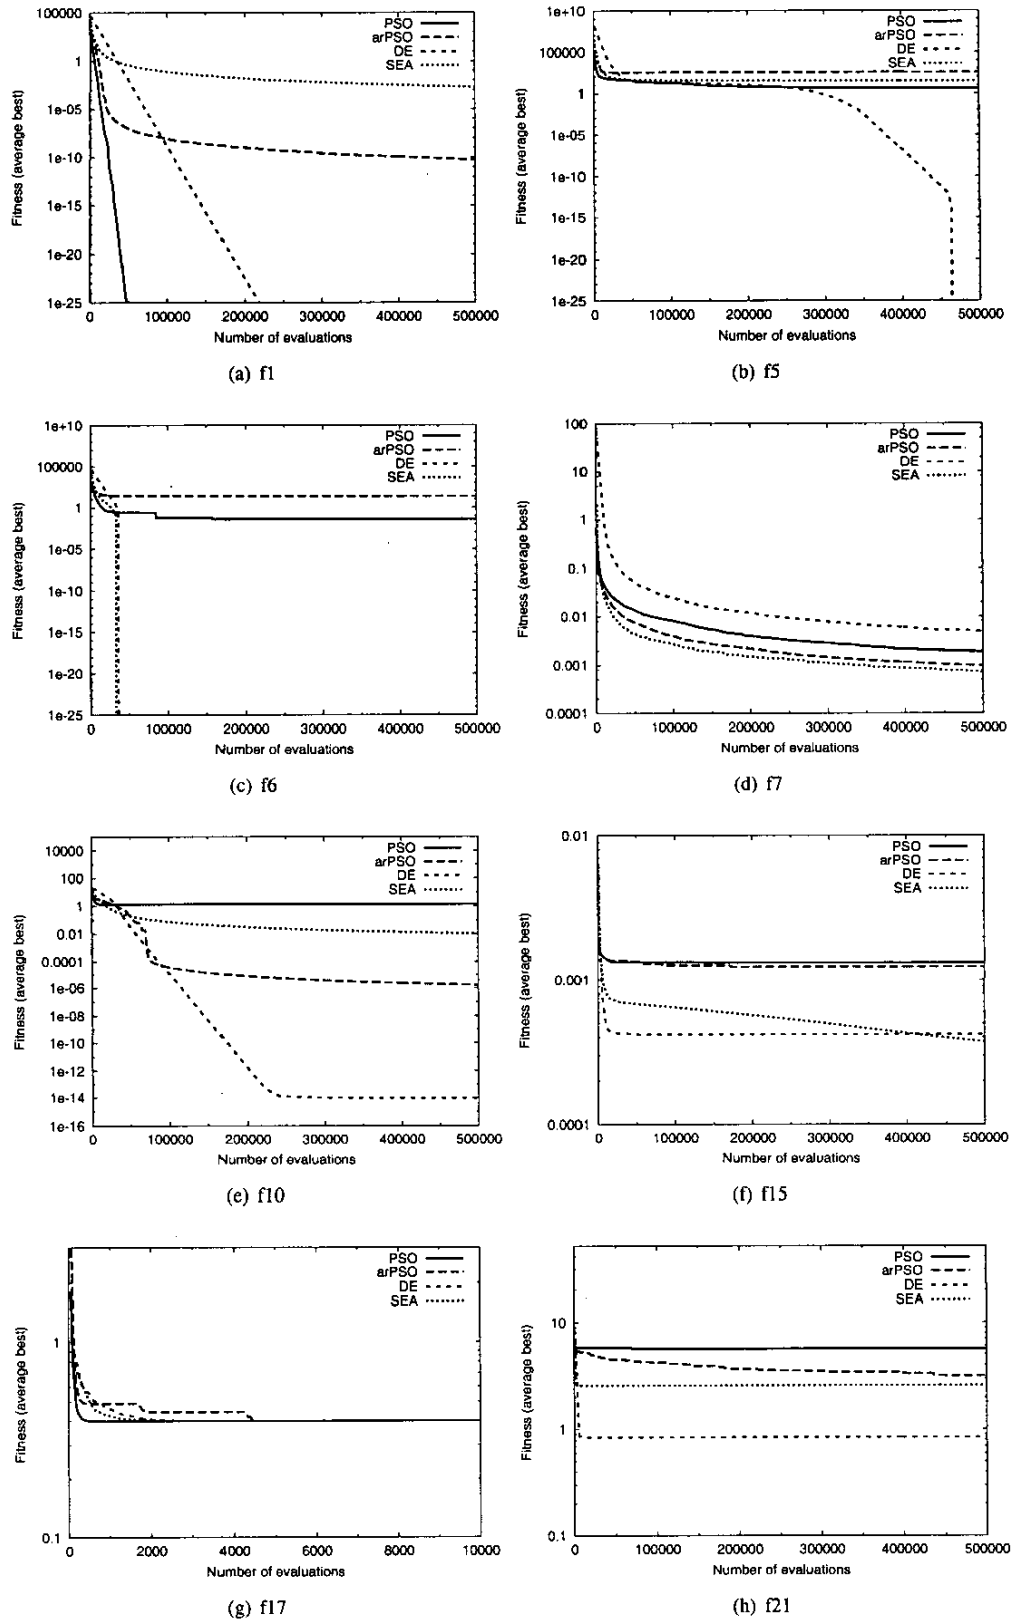 100000
1
1e-05
1e-10
1e-15
1e-20
1e-25
Fitness (average best)
PSO
arPSO
DE
SEA
0 100000 200000 300000 400000 500000
Number of evaluations
(a) f1
1e+10
100000
1
1e-05
1e-10
1e-15
1e-20
1e-25
Fitness (average best)
PSO
arPSO
DE
SEA
0 100000 200000 300000 400000 500000
Number of evaluations
(b) f5
1e+10
100000
1
1e-05
1e-10
1e-15
1e-20
1e-25
Fitness (average best)
PSO
arPSO
DE
SEA
0 100000 200000 300000 400000 500000
Number of evaluations
(c) f6
100
10
1
0.1
0.01
0.001
0.0001
Fitness (average best)
PSO
arPSO
DE
SEA
0 100000 200000 300000 400000 500000
Number of evaluations
(d) f7
10000
100
1
0.01
0.0001
1e-06
1e-08
1e-10
1e-12
1e-14
1e-16
Fitness (average best)
PSO
arPSO
DE
SEA
0 100000 200000 300000 400000 500000
Number of evaluations
(e) f10
0.01
0.001
0.0001
Fitness (average best)
PSO
arPSO
DE
SEA
0 100000 200000 300000 400000 500000
Number of evaluations
(f) f15
1
0.1
Fitness (average best)
PSO
arPSO
DE
SEA
0 2000 4000 6000 8000 10000
Number of evaluations
(g) f17
10
1
0.1
Fitness (average best)
PSO
arPSO
DE
SEA
0 100000 200000 300000 400000 500000
Number of evaluations
(h) f21